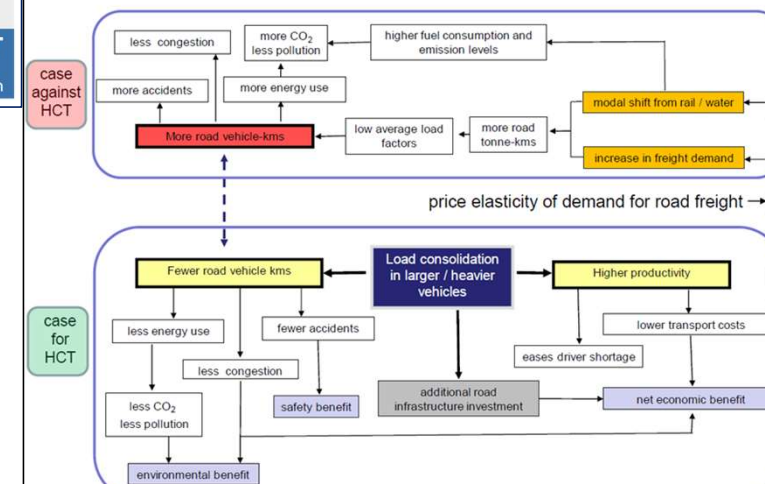 less congestion
more CO2
less pollution
higher fuel consumption and
emission levels
case
against
HCT
more accidents
more energy use
modal shift from rail / water
More road vehicle-kms
low average load
factors
more road
tonne-kms
increase in freight demand
price elasticity of demand for road freight
Load consolidation
in larger / heavier
vehicles
Fewer road vehicle kms
Higher productivity
case
for
HCT
less energy use
fewer accidents
lower transport costs
less congestion
eases driver shortage
less CO2
less pollution
safety benefit
additional road
infrastructure investment
net economic benefit
environmental benefit